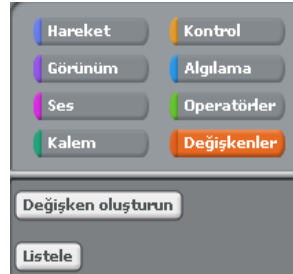 Hareket Kontrol
Görünüm Algılama
Ses Operatörler
Kalem Değişkenler
Değişken oluşturun
Listele